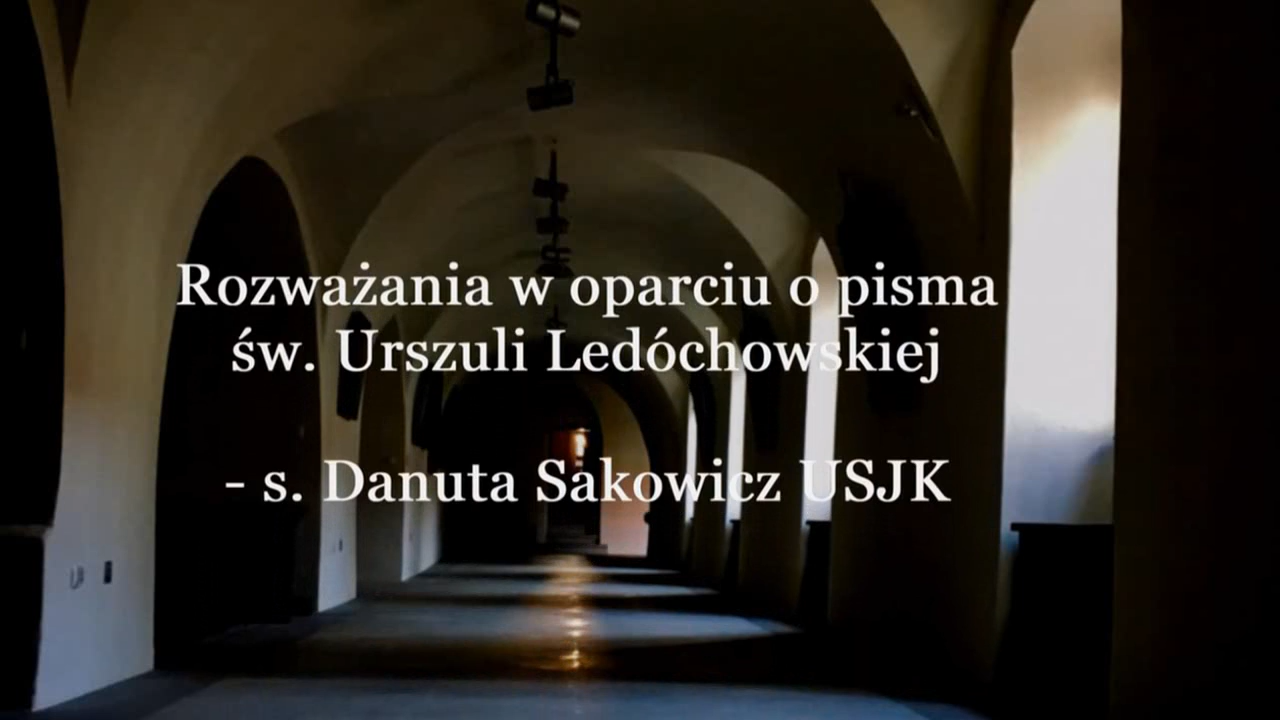 Rozważania w oparciu o pisma
św. Urszuli Ledóchowskiej
- s. Danuta Sakowicz USJK